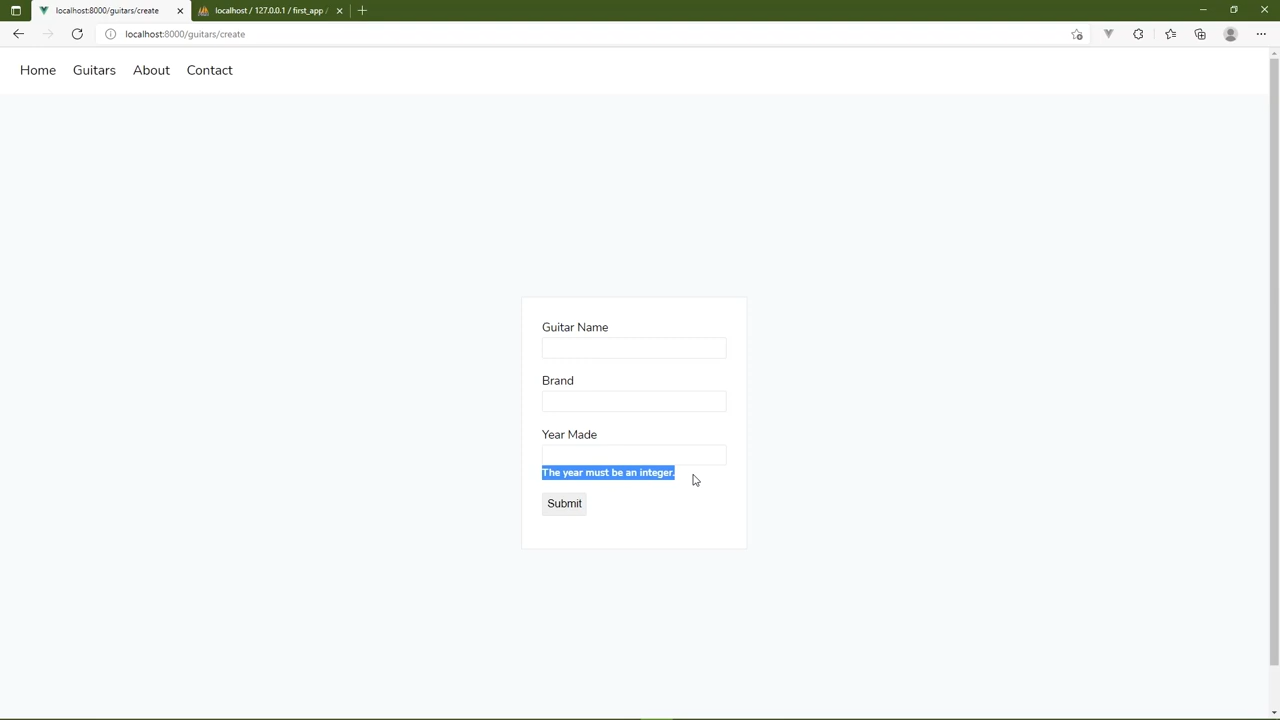 localhost:8000/guitars/create
localhost / 127.0.0.1 / first_app /
localhost:8000/guitars/create
Home Guitars About Contact
Guitar Name
Brand
Year Made
The year must be an integer.
Submit